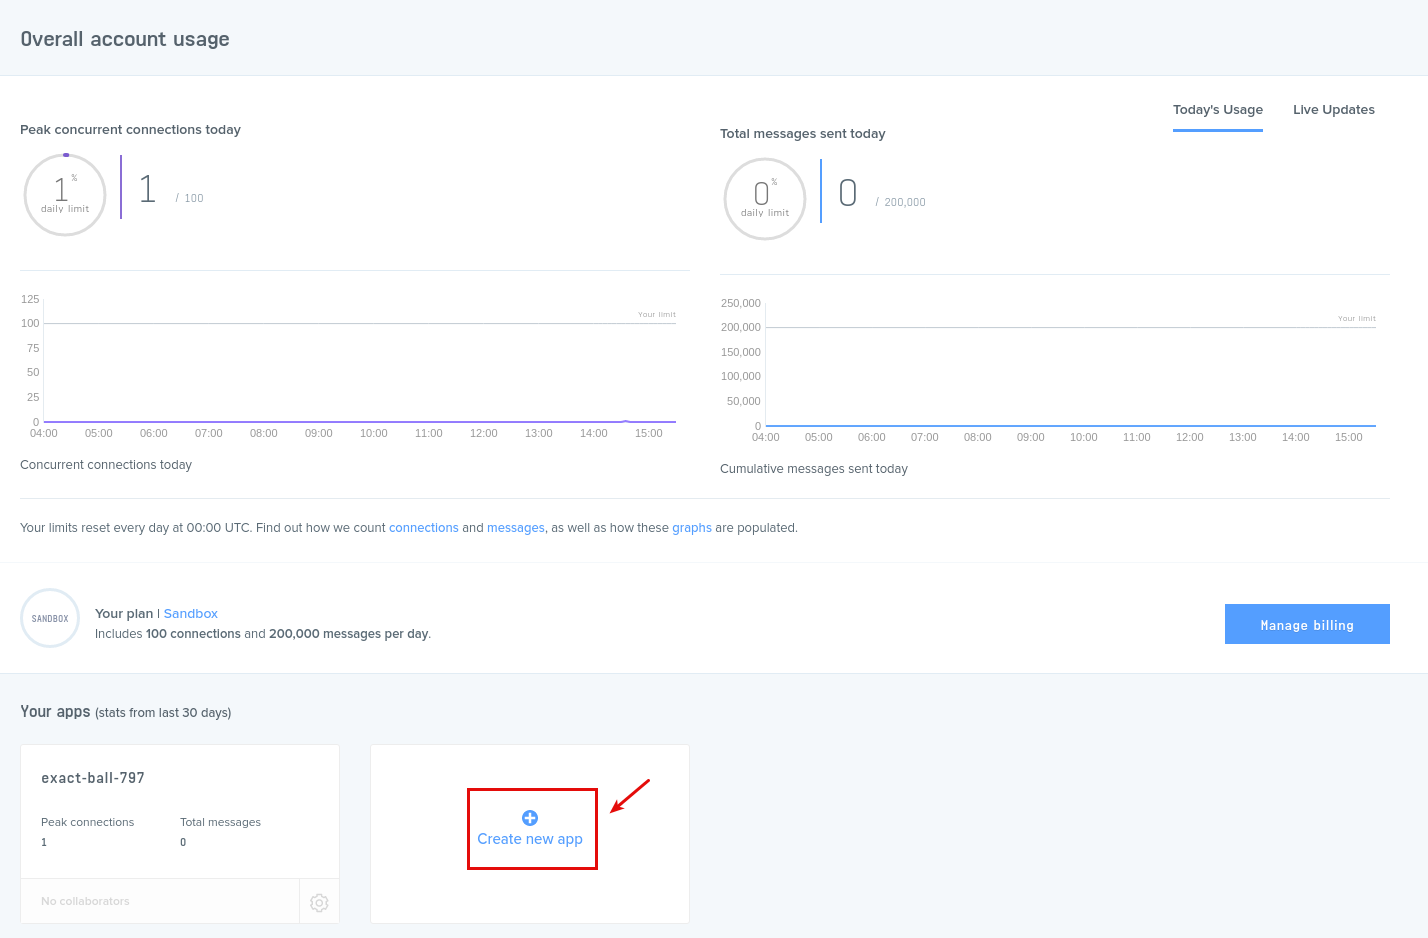 Overall account usage
Today's Usage
Live Updates
Peak concurrent connections today
1 %
daily limit
1 / 100
Total messages sent today
0 %
daily limit
0 / 200,000
125
100
75
50
25
0
Your limit
04:00 05:00 06:00 07:00 08:00 09:00 10:00 11:00 12:00 13:00 14:00 15:00
Concurrent connections today
250,000
200,000
150,000
100,000
50,000
0
Your limit
04:00 05:00 06:00 07:00 08:00 09:00 10:00 11:00 12:00 13:00 14:00 15:00
Cumulative messages sent today
Your limits reset every day at 00:00 UTC. Find out how we count connections and messages, as well as how these graphs are populated.
SANDBOX
Your plan | Sandbox
Includes 100 connections and 200,000 messages per day.
Manage billing
Your apps (stats from last 30 days)
exact-ball-797
Peak connections Total messages
1 0
No collaborators
Create new app